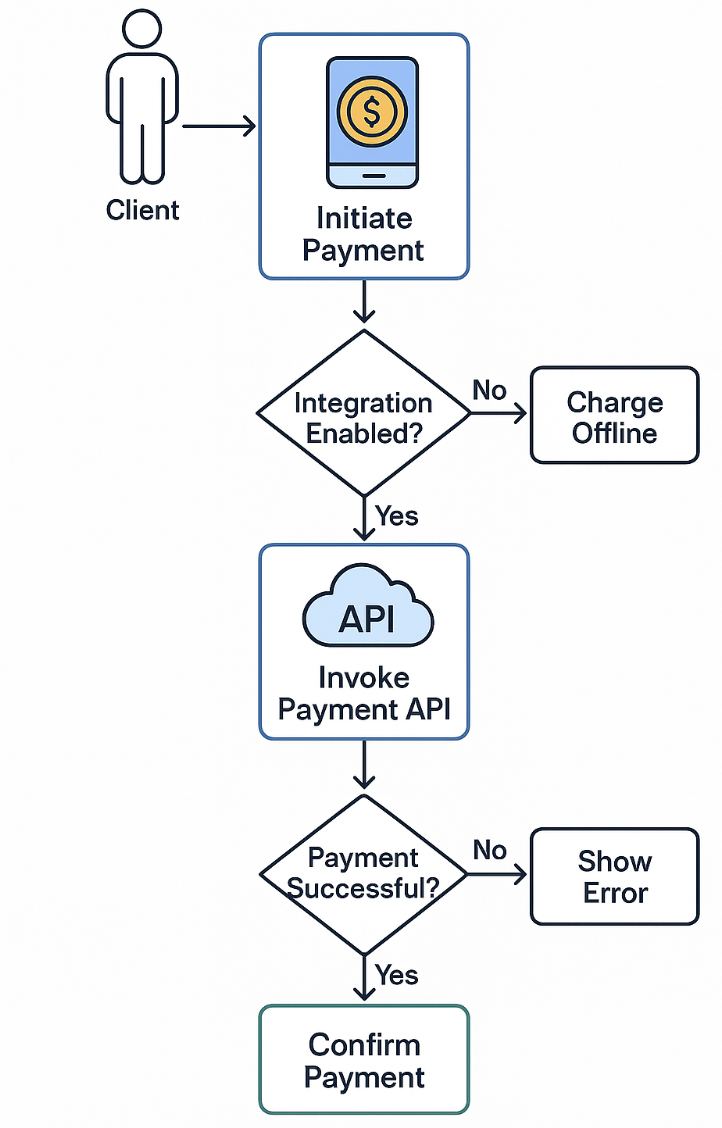 Client
$
Initiate
Payment
Integration
Enabled?
No
Charge
Offline
Yes
API
Invoke
Payment API
Payment
Successful?
No
Show
Error
Yes
Confirm
Payment